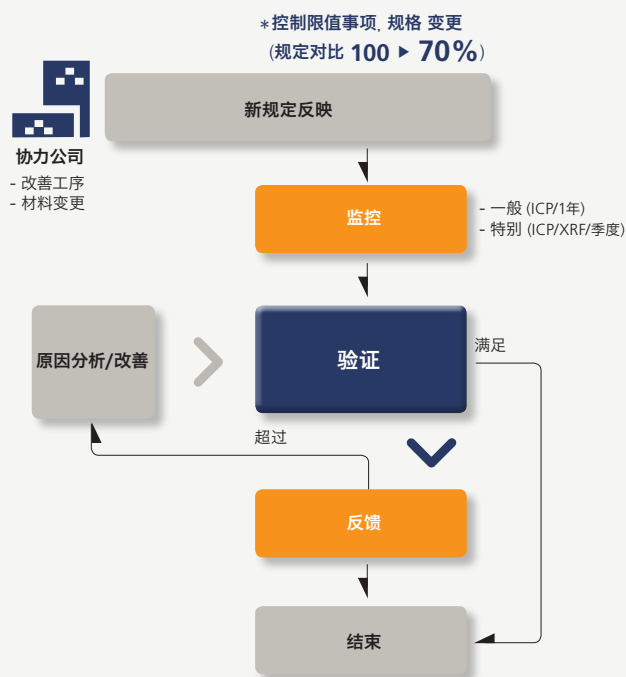 *控制限值事项, 规格 变更
(规定对比 100 ▶ 70%)
新规定反映
协力公司
- 改善工序
- 材料变更
监控
- 一般 (ICP/1年)
- 特别 (ICP/XRF/季度)
原因分析/改善
验证
满足
超过
反馈
结束